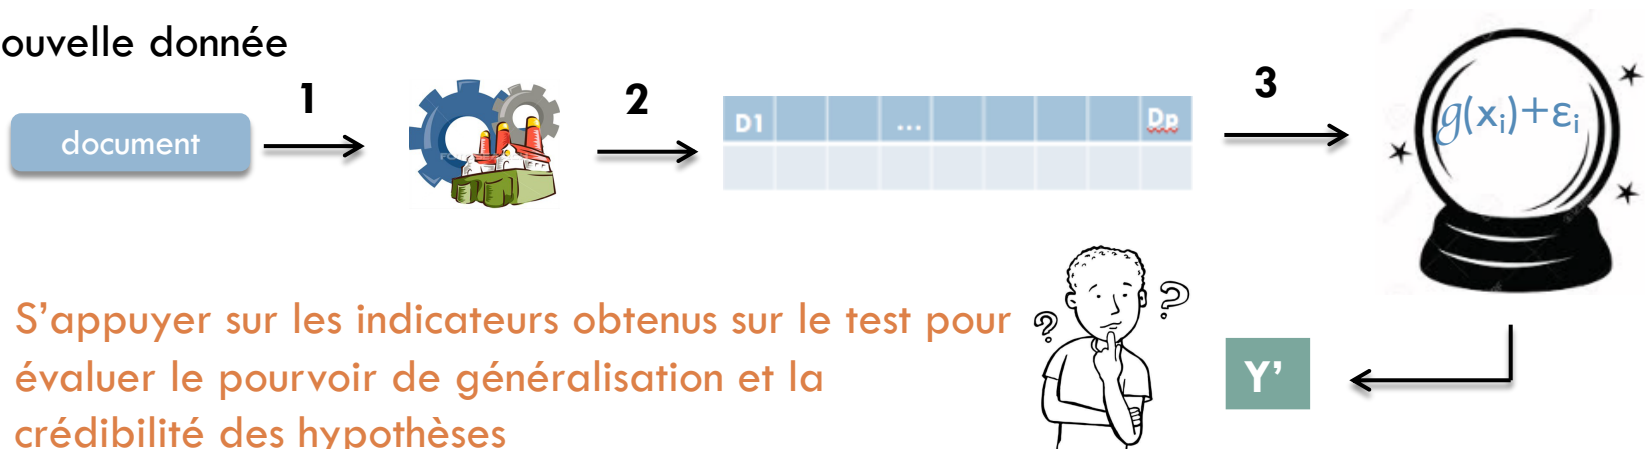 ouvelle donnée
1
2
3
document
D1
...
Dp
g(xᵢ)+εᵢ
S’appuyer sur les indicateurs obtenus sur le test pour
évaluer le pourvoir de généralisation et la
crédibilité des hypothèses
? ?
Y’